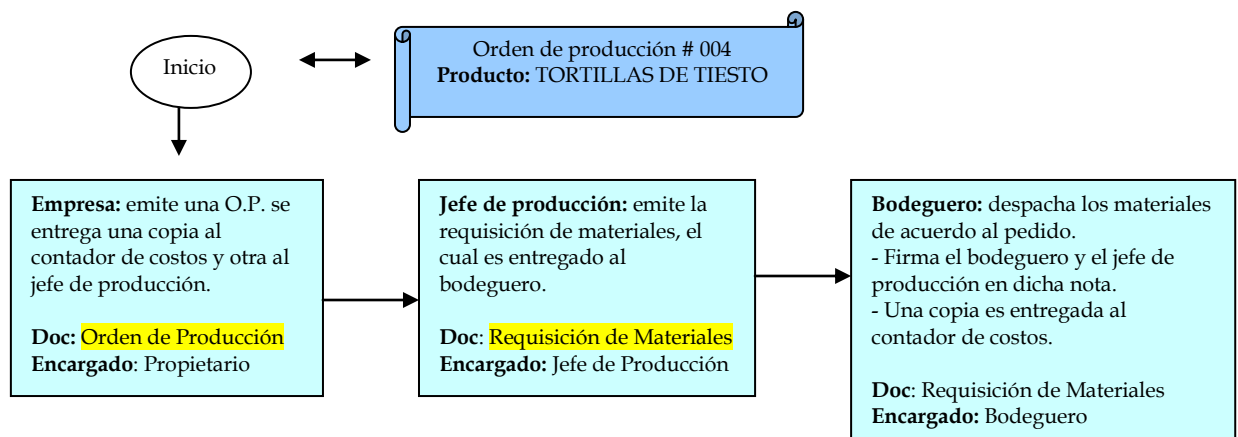 Inicio
Orden de producción # 004
Producto: TORTILLAS DE TIESTO
Empresa: emite una O.P. se
entrega una copia al
contador de costos y otra al
jefe de producción.
Doc: Orden de Producción
Encargado: Propietario
Jefe de producción: emite la
requisición de materiales, el
cual es entregado al
bodeguero.
Doc: Requisición de Materiales
Encargado: Jefe de Producción
Bodeguero: despacha los materiales
de acuerdo al pedido.
- Firma el bodeguero y el jefe de
producción en dicha nota.
- Una copia es entregada al
contador de costos.
Doc: Requisición de Materiales
Encargado: Bodeguero